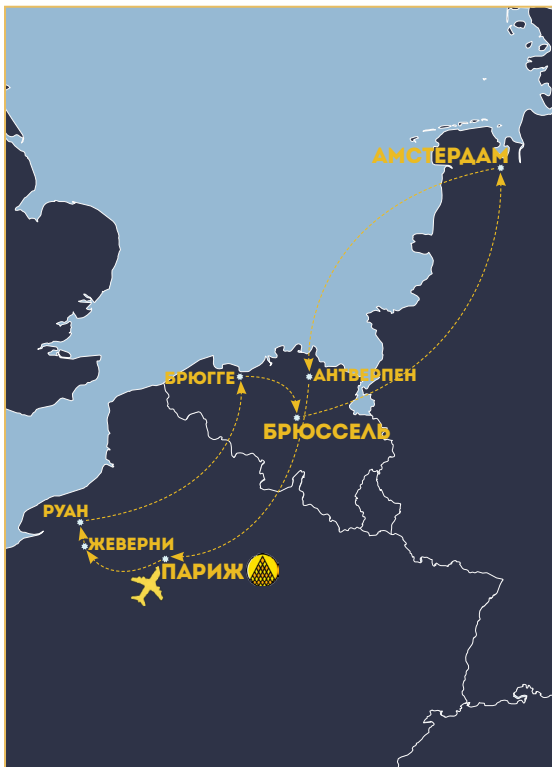 АМСТЕРДАМ
БРЮГГЕ
АНТВЕРПЕН
БРЮССЕЛЬ
РУАН
ЖЕВЕРНИ
ПАРИЖ